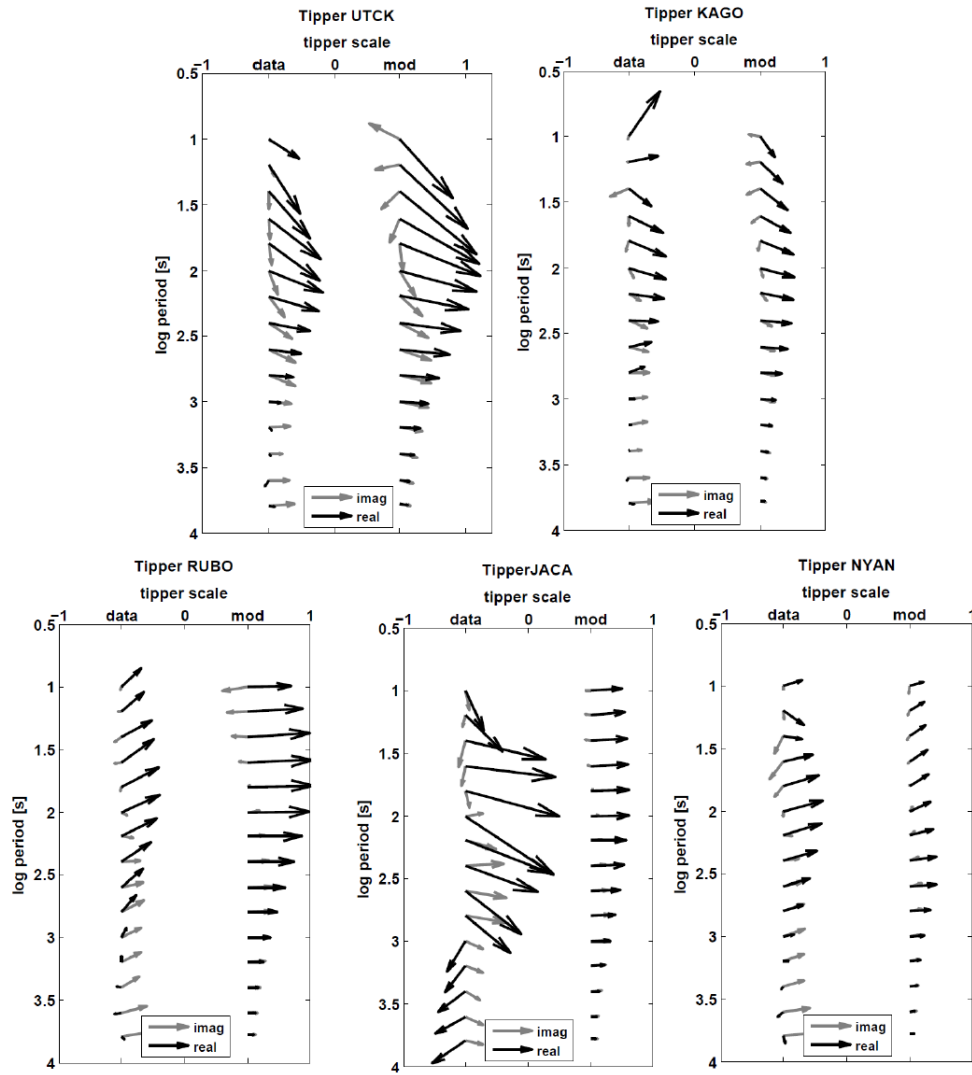 Tipper UTCK
tipper scale
−1 data 0 mod 1
0.5
1
1.5
2
2.5
3
3.5
4
log period [s]
imag
real
Tipper KAGO
tipper scale
−1 data 0 mod 1
0.5
1
1.5
2
2.5
3
3.5
4
log period [s]
imag
real
Tipper RUBO
tipper scale
−1 data 0 mod 1
0.5
1
1.5
2
2.5
3
3.5
4
log period [s]
imag
real
TipperJACA
tipper scale
−1 data 0 mod 1
0.5
1
1.5
2
2.5
3
3.5
4
log period [s]
imag
real
Tipper NYAN
tipper scale
−1 data 0 mod 1
0.5
1
1.5
2
2.5
3
3.5
4
log period [s]
imag
real